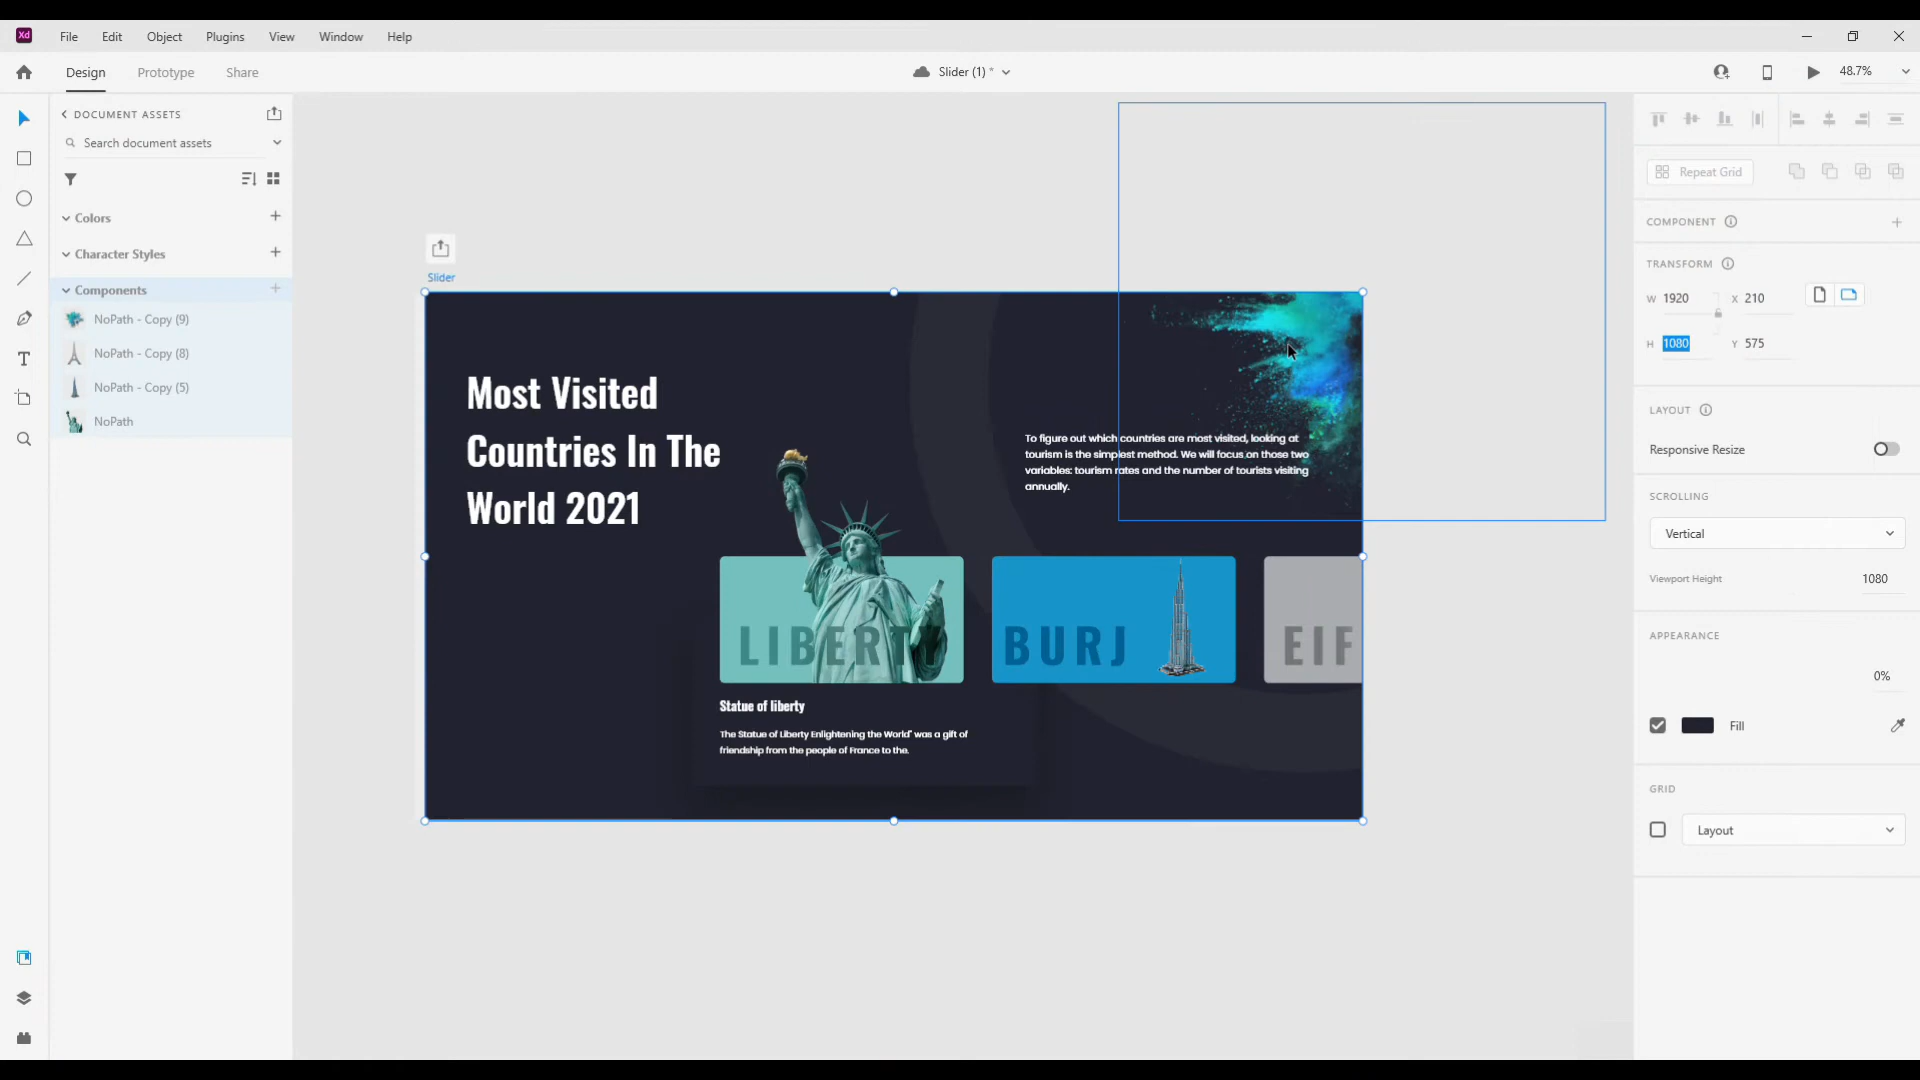 Xd File Edit Object Plugins View Window Help
Design Prototype Share Slider (1) * 48.7%
DOCUMENT ASSETS
Search document assets
Colors
Character Styles
Components
NoPath - Copy (9)
NoPath - Copy (8)
NoPath - Copy (5)
NoPath
Slider
Most Visited
Countries In The
World 2021
To figure out which countries are most visited, looking at
tourism is the simplest method. We will focus on those two
variables: tourism rates and the number of tourists visiting
annually.
LIBERTY
BURJ
EIF
Statue of liberty
The Statue of Liberty Enlightening the World" was a gift of
friendship from the people of France to the.
Repeat Grid
COMPONENT
TRANSFORM
W 1920 X 210
H 1080 Y 575
LAYOUT
Responsive Resize
SCROLLING
Vertical
Viewport Height 1080
APPEARANCE
0%
Fill
GRID
Layout